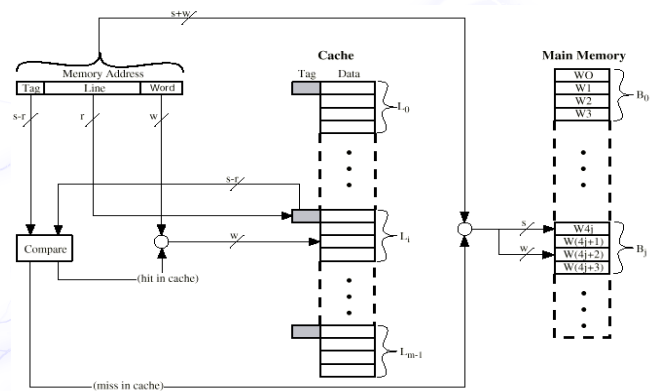 s+w
Cache
Main Memory
Memory Address
Tag Data
Tag Line Word
WO
W1
W2
W3
B0
L0
s-r
r
w
s-r
s
W4j
W(4j+1)
W(4j+2)
W(4j+3)
Bj
w
Compare
w
Li
(hit in cache)
Lm-1
(miss in cache)